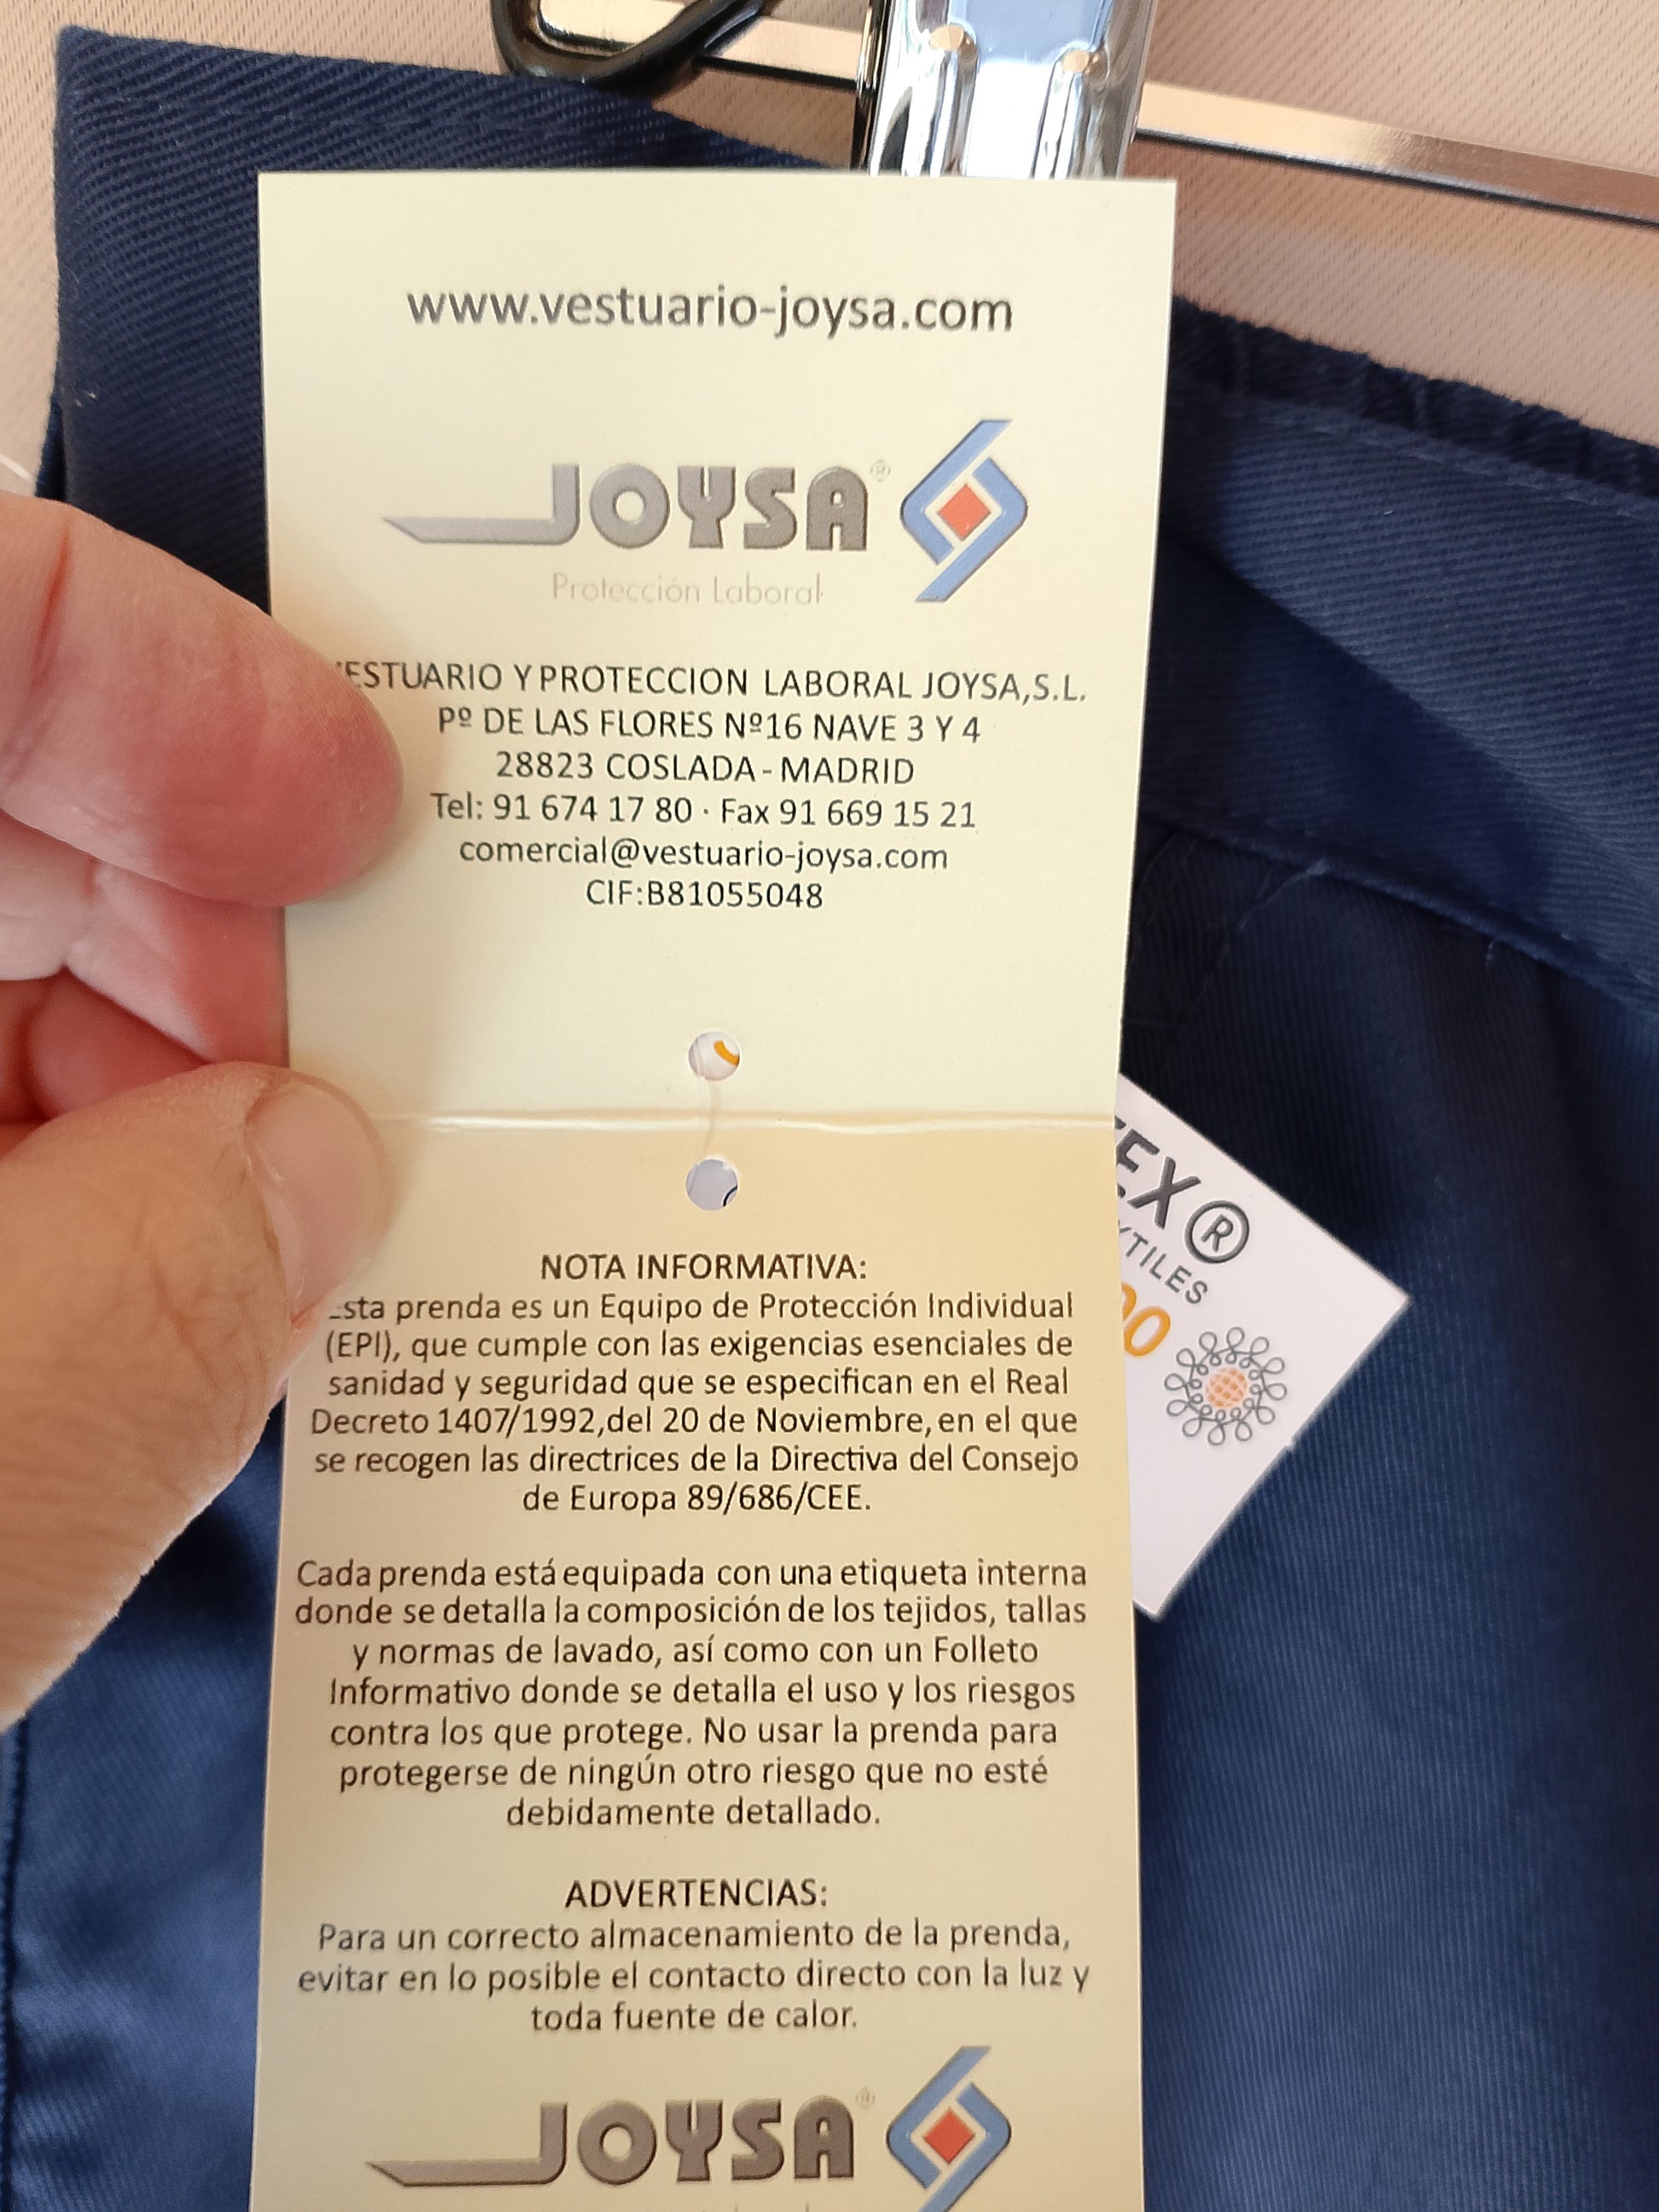 www.vestuario-joysa.com
JOYSA®
Protección Laboral
ESTUARIO Y PROTECCION LABORAL JOYSA,S.L.
Pº DE LAS FLORES Nº16 NAVE 3 Y 4
28823 COSLADA - MADRID
Tel: 91 674 17 80 · Fax 91 669 15 21
comercial@vestuario-joysa.com
CIF:B81055048
NOTA INFORMATIVA:
Esta prenda es un Equipo de Protección Individual
(EPI), que cumple con las exigencias esenciales de
sanidad y seguridad que se especifican en el Real
Decreto 1407/1992,del 20 de Noviembre,en el que
se recogen las directrices de la Directiva del Consejo
de Europa 89/686/CEE.
Cada prenda está equipada con una etiqueta interna
donde se detalla la composición de los tejidos, tallas
y normas de lavado, así como con un Folleto
Informativo donde se detalla el uso y los riesgos
contra los que protege. No usar la prenda para
protegerse de ningÚn otro riesgo que no esté
debidamente detallado.
ADVERTENCIAS:
Para un correcto almacenamiento de la prenda,
evitar en lo posible el contacto directo con la luz y
toda fuente de calor.
JOYSA®
EX®
XTILES
00